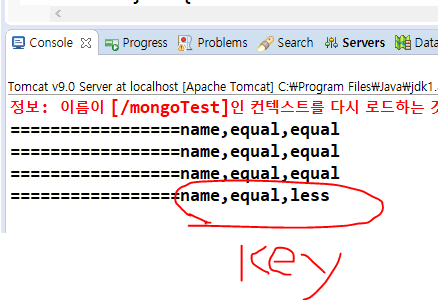 Console Progress Problems Search Servers Data
Tomcat v9.0 Server at localhost [Apache Tomcat] C:₩Program Files₩Java₩jdk1.
정보: 이름이 [/mongoTest]인 컨텍스트를 다시 로드하는 것
=================name,equal,equal
=================name,equal,equal
=================name,equal,equal
=================name,equal,less
key